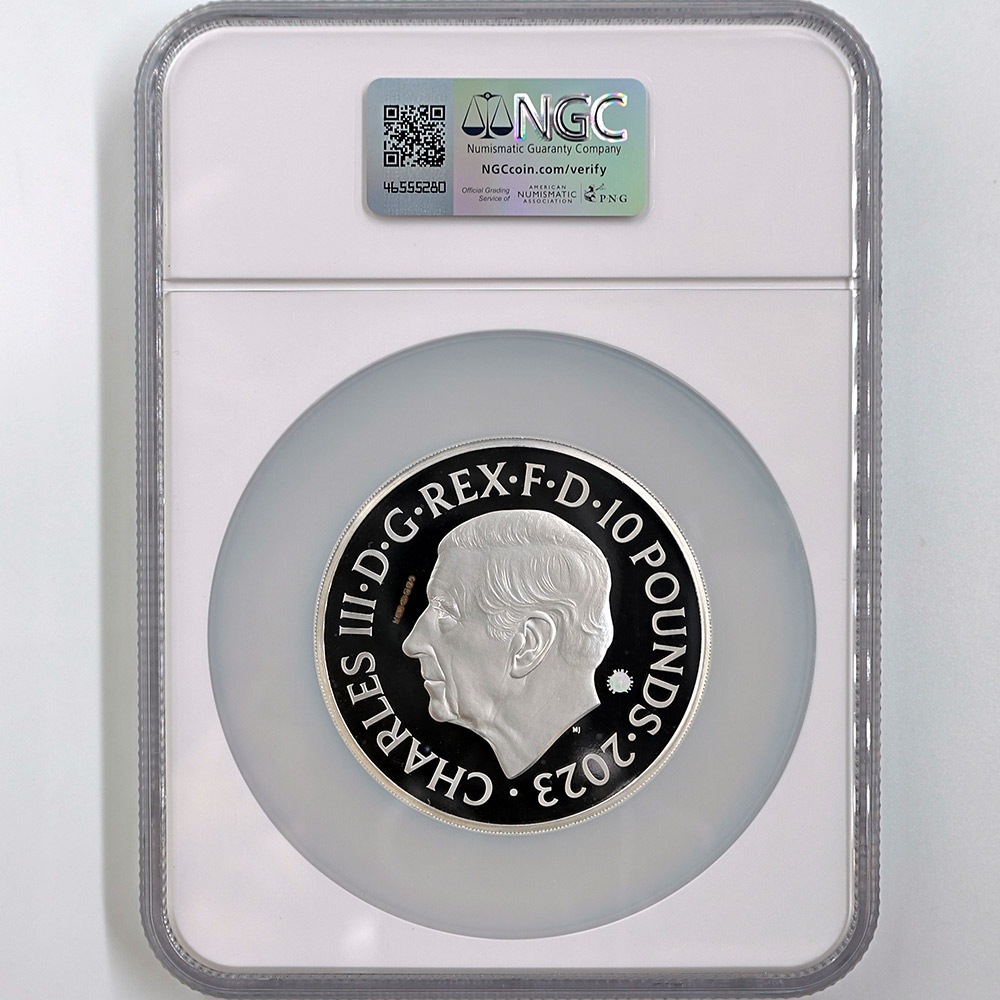 NGC
Numismatic Guaranty Company
NGCcoin.com/verify
46555280
Official Grading
Service of
AMERICAN
NUMISMATIC
ASSOCIATION
PNG
CHARLES III·D·G·REX·F·D·10 POUNDS·2023·
MJ